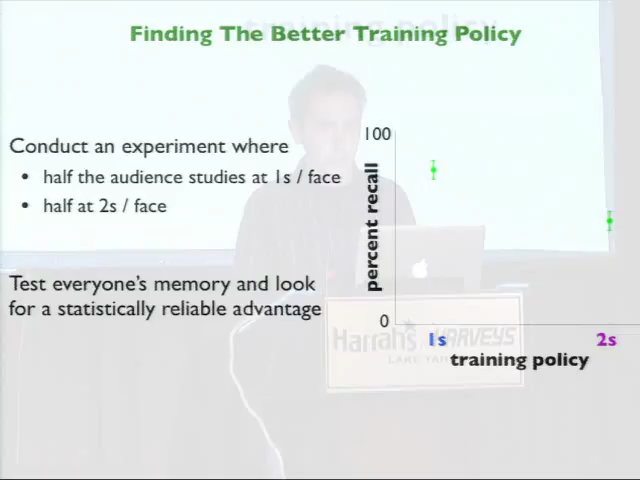 training policy
Finding The Better Training Policy
Conduct an experiment where
• half the audience studies at 1s / face
• half at 2s / face
Test everyone's memory and look
for a statistically reliable advantage
100
percent recall
0
1s
2s
training policy
Harrah's HARVEYS